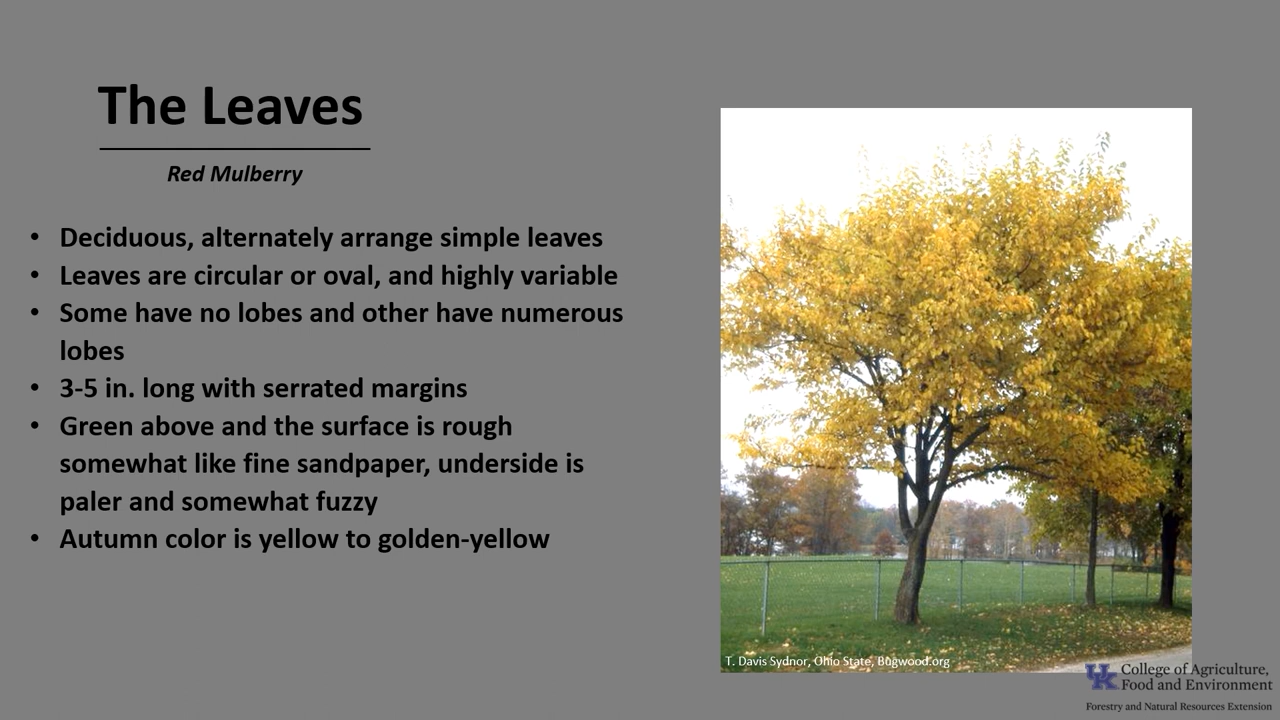 The Leaves
Red Mulberry
• Deciduous, alternately arrange simple leaves
• Leaves are circular or oval, and highly variable
• Some have no lobes and other have numerous
lobes
• 3-5 in. long with serrated margins
• Green above and the surface is rough
somewhat like fine sandpaper, underside is
paler and somewhat fuzzy
• Autumn color is yellow to golden-yellow
T. Davis Sydnor, Ohio State, Bugwood.org
UK College of Agriculture,
Food and Environment
Forestry and Natural Resources Extension